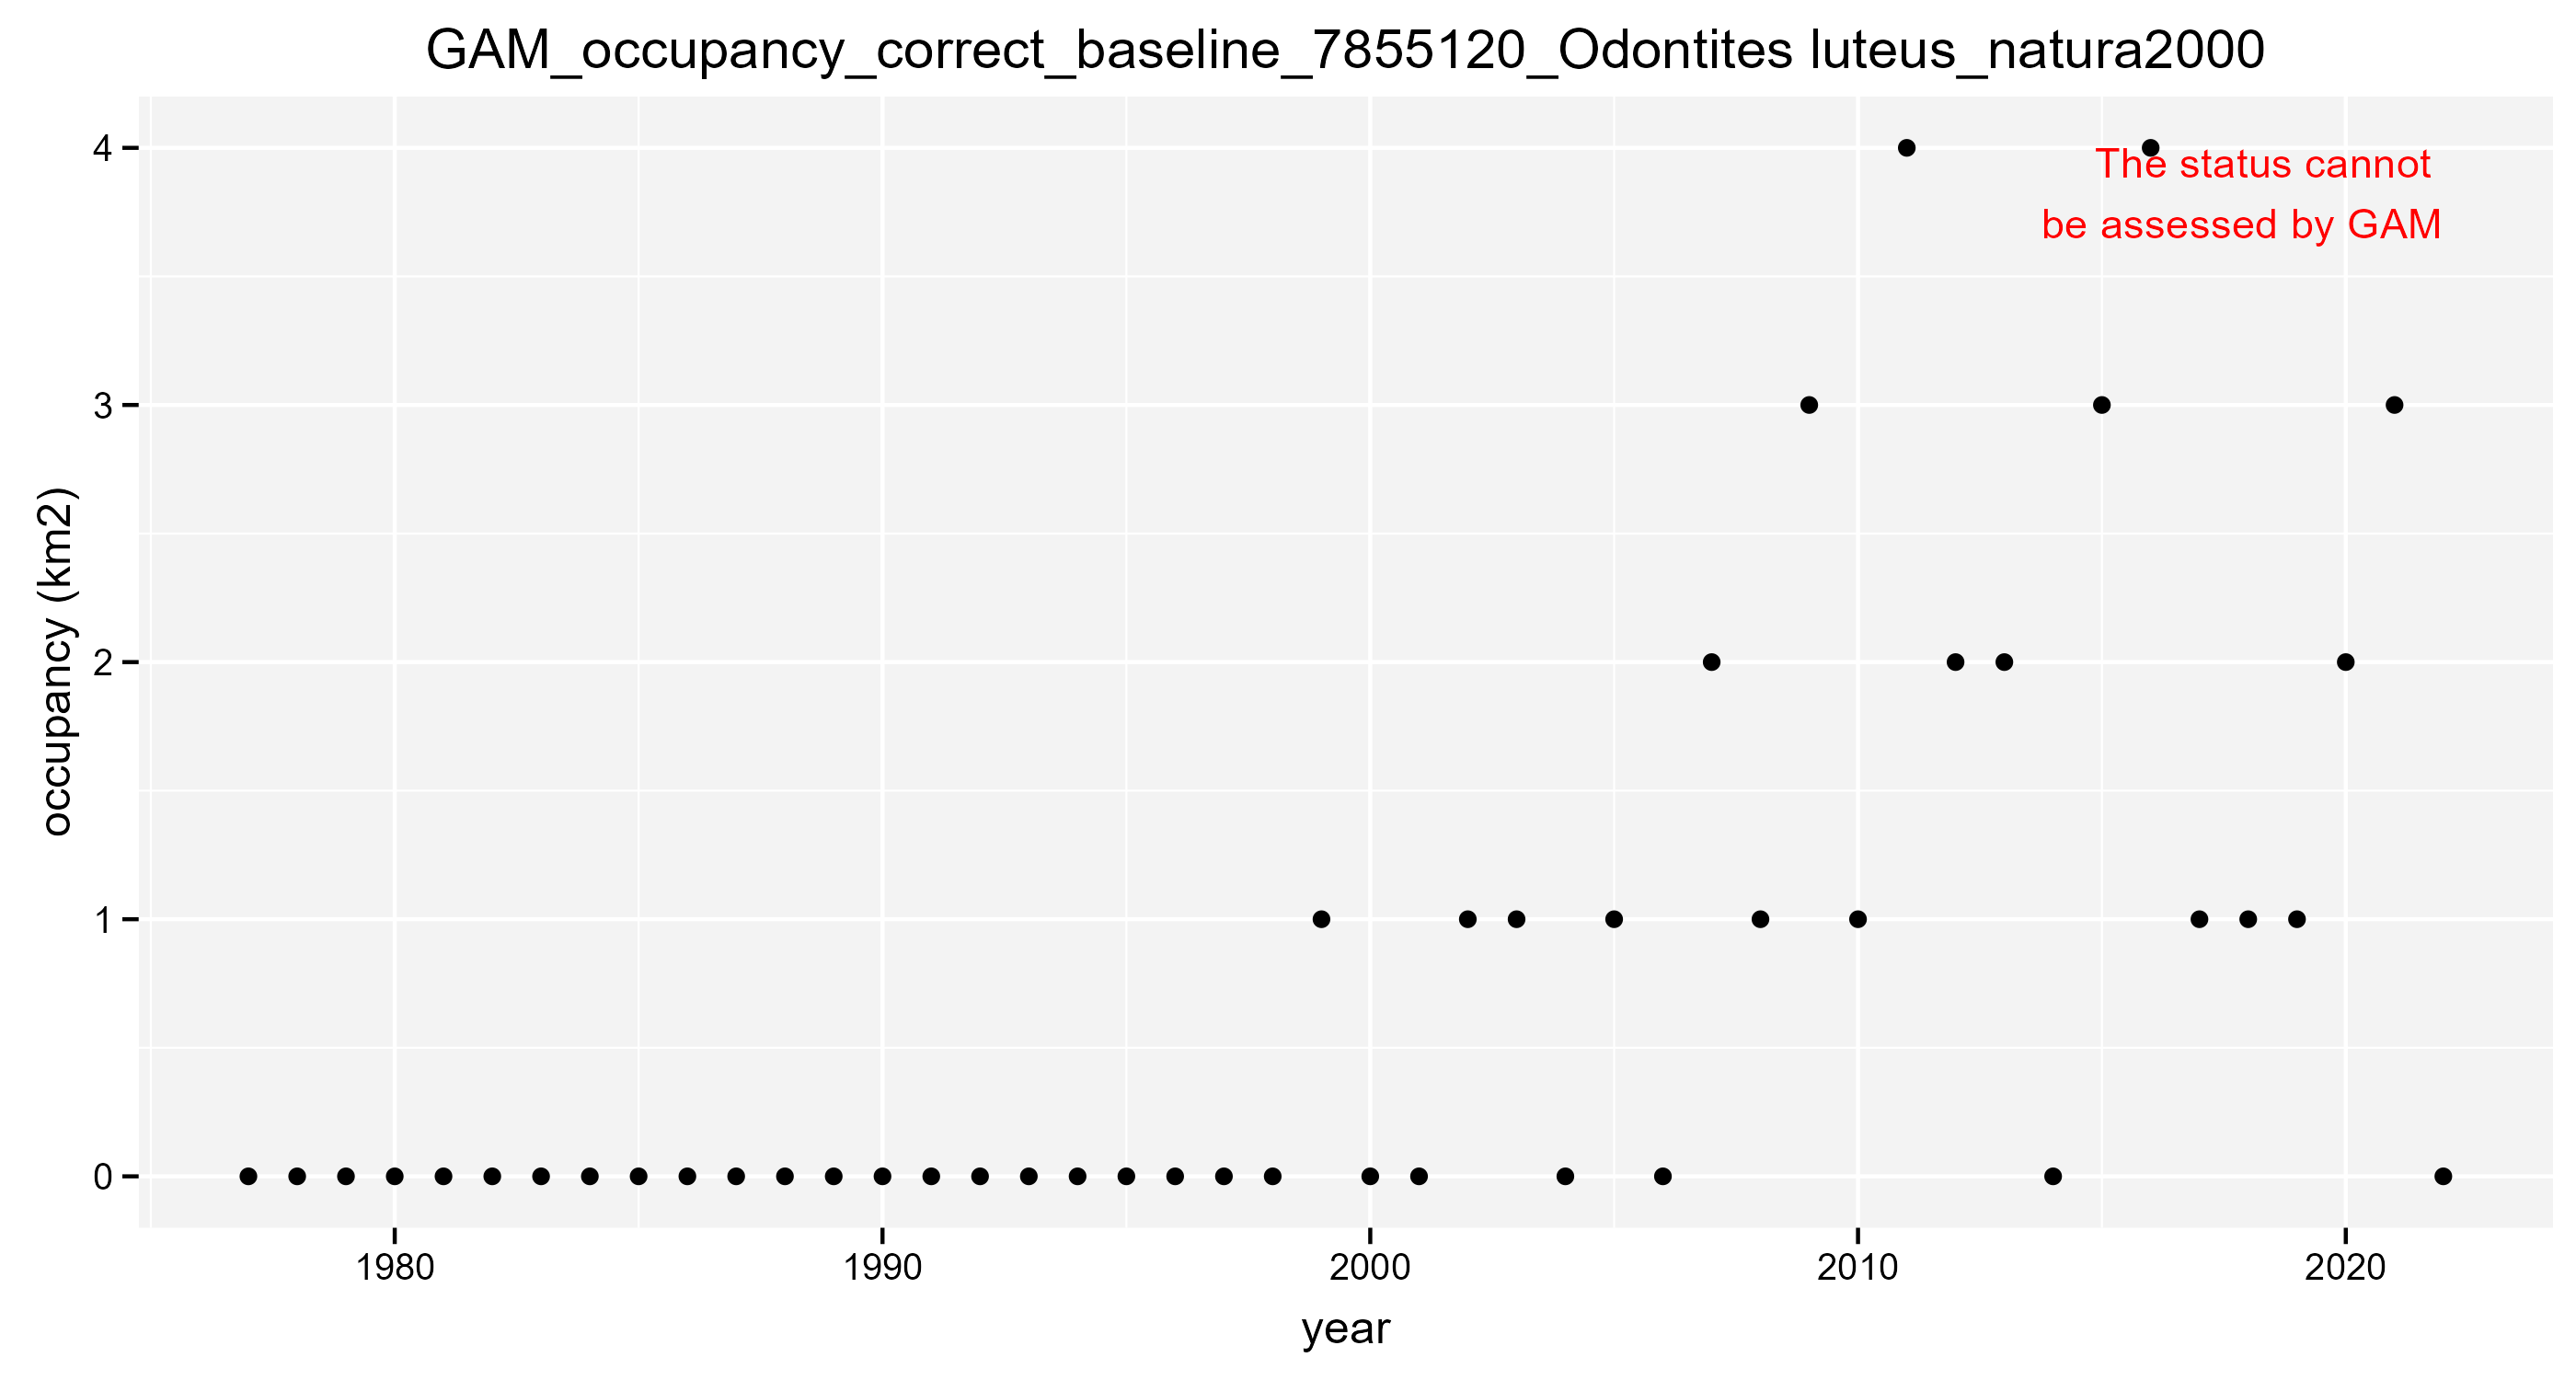 GAM_occupancy_correct_baseline_7855120_Odontites luteus_natura2000
The status cannot
be assessed by GAM
occupancy (km2)
4
3
2
1
0
1980 1990 2000 2010 2020
year